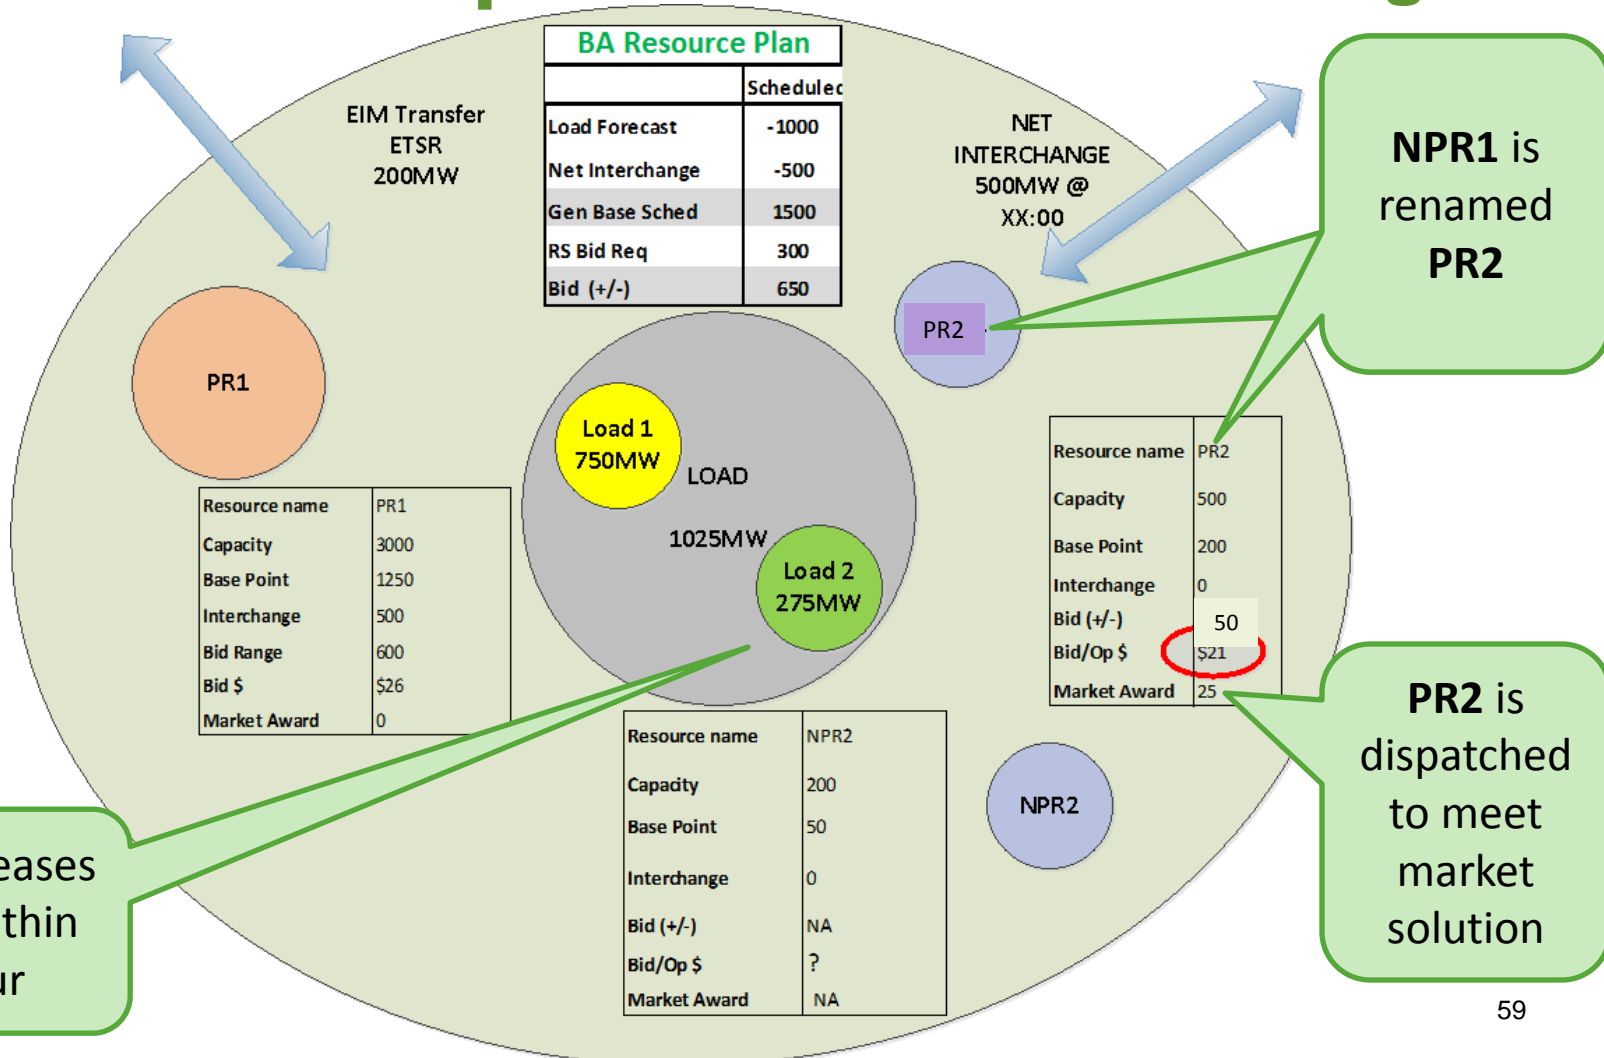 BA Resource Plan
Scheduled
Load Forecast -1000
Net Interchange -500
Gen Base Sched 1500
RS Bid Req 300
Bid (+/-) 650
EIM Transfer
ETSR
200MW
NET
INTERCHANGE
500MW @
XX:00
NPR1 is
renamed
PR2
PR2
PR1
Load 1
750MW
LOAD
1025MW
Load 2
275MW
Resource name PR1
Capacity 3000
Base Point 1250
Interchange 500
Bid Range 600
Bid $ $26
Market Award 0
Resource name PR2
Capacity 500
Base Point 200
Interchange 0
Bid (+/-) 50
Bid/Op $ $21
Market Award 25
PR2 is
dispatched
to meet
market
solution
Resource name NPR2
Capacity 200
Base Point 50
Interchange 0
Bid (+/-) NA
Bid/Op $ ?
Market Award NA
NPR2
eases
thin
ur
59